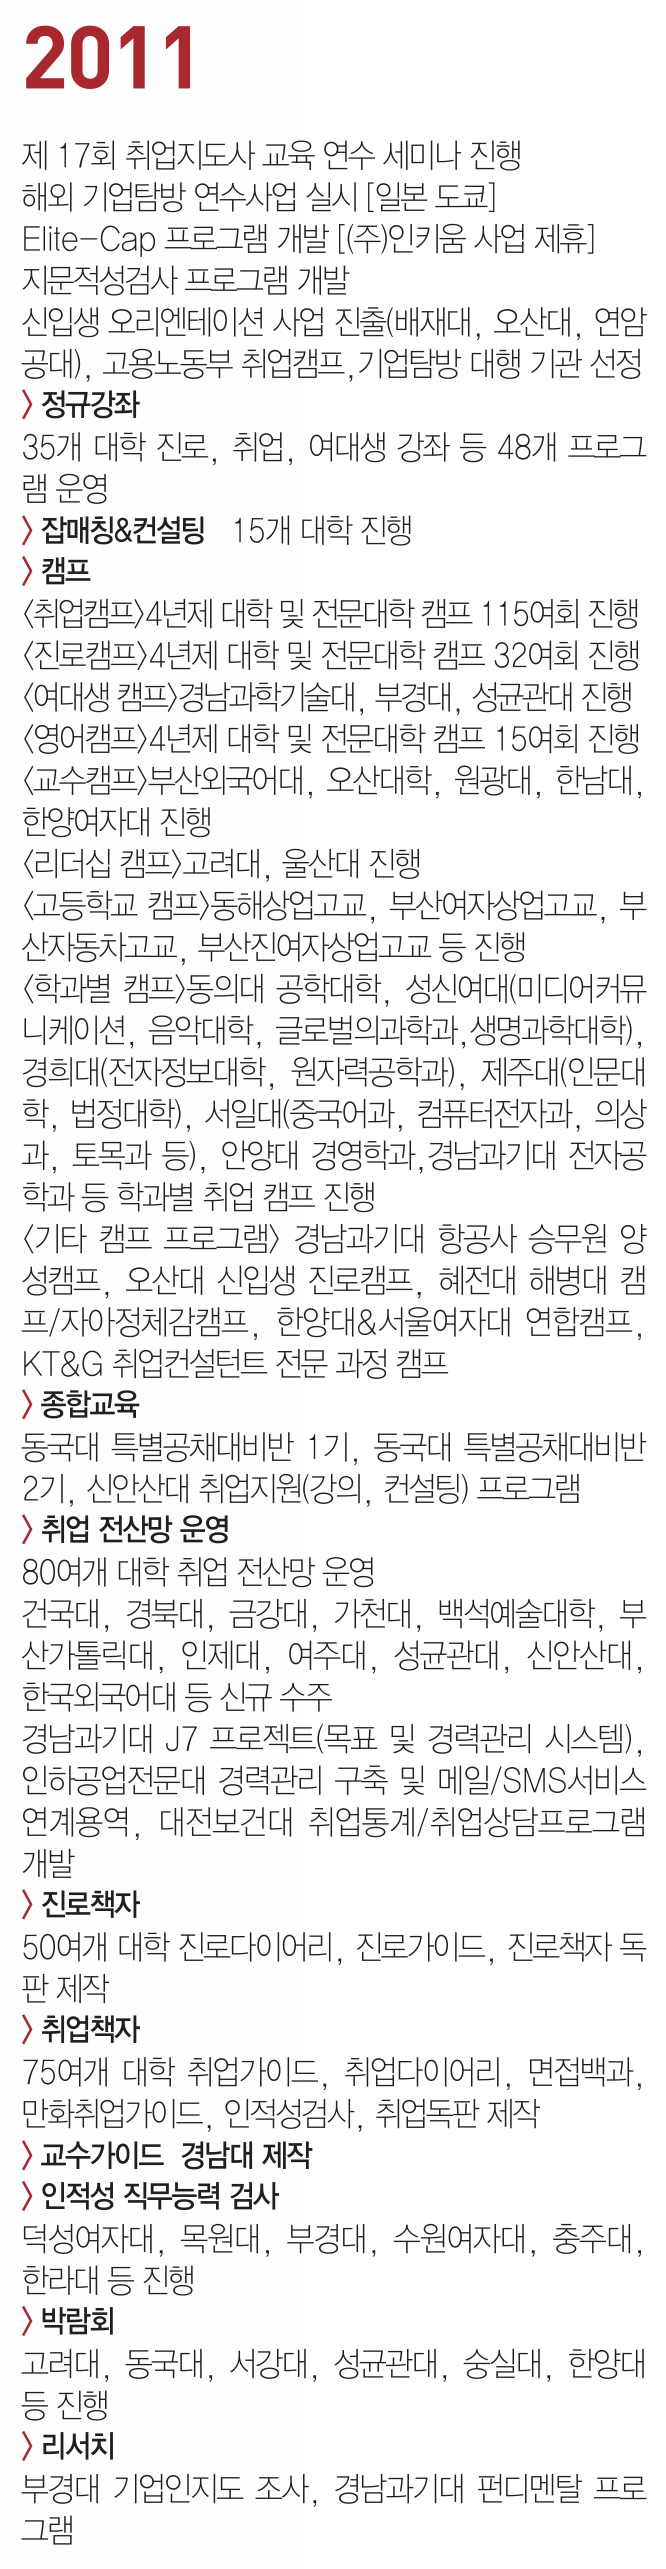 2011
제 17회 취업지도사 교육 연수 세미나 진행
해외 기업탐방 연수사업 실시 [일본 도쿄]
Elite-Cap 프로그램 개발 [(주)인키움 사업 제휴]
지문적성검사 프로그램 개발
신입생 오리엔테이션 사업 진출(배재대, 오산대, 연암
공대), 고용노동부 취업캠프,기업탐방 대행 기관 선정
〉정규강좌
35개 대학 진로, 취업, 여대생 강좌 등 48개 프로그
램 운영
〉잡매칭&컨설팅 15개 대학 진행
〉캠프
〈취업캠프〉4년제 대학 및 전문대학 캠프 115여회 진행
〈진로캠프〉4년제 대학 및 전문대학 캠프 32여회 진행
〈여대생 캠프〉경남과학기술대, 부경대, 성균관대 진행
〈영어캠프〉4년제 대학 및 전문대학 캠프 15여회 진행
〈교수캠프〉부산외국어대, 오산대학, 원광대, 한남대,
한양여자대 진행
〈리더십 캠프〉고려대, 울산대 진행
〈고등학교 캠프〉동해상업고교, 부산여자상업고교, 부
산자동차고교, 부산진여자상업고교 등 진행
〈학과별 캠프〉동의대 공학대학, 성신여대(미디어커뮤
니케이션, 음악대학, 글로벌의과학과,생명과학대학),
경희대(전자정보대학, 원자력공학과), 제주대(인문대
학, 법정대학), 서일대(중국어과, 컴퓨터전자과, 의상
과, 토목과 등), 안양대 경영학과,경남과기대 전자공
학과 등 학과별 취업 캠프 진행
〈기타 캠프 프로그램〉 경남과기대 항공사 승무원 양
성캠프, 오산대 신입생 진로캠프, 혜전대 해병대 캠
프/자아정체감캠프, 한양대&서울여자대 연합캠프,
KT&G 취업컨설턴트 전문 과정 캠프
〉종합교육
동국대 특별공채대비반 1기, 동국대 특별공채대비반
2기, 신안산대 취업지원(강의, 컨설팅) 프로그램
〉취업 전산망 운영
80여개 대학 취업 전산망 운영
건국대, 경북대, 금강대, 가천대, 백석예술대학, 부
산가톨릭대, 인제대, 여주대, 성균관대, 신안산대,
한국외국어대 등 신규 수주
경남과기대 J7 프로젝트(목표 및 경력관리 시스템),
인하공업전문대 경력관리 구축 및 메일/SMS서비스
연계용역, 대전보건대 취업통계/취업상담프로그램
개발
〉진로책자
50여개 대학 진로다이어리, 진로가이드, 진로책자 독
판 제작
〉취업책자
75여개 대학 취업가이드, 취업다이어리, 면접백과,
만화취업가이드, 인적성검사, 취업독판 제작
〉교수가이드 경남대 제작
〉인적성 직무능력 검사
덕성여자대, 목원대, 부경대, 수원여자대, 충주대,
한라대 등 진행
〉박람회
고려대, 동국대, 서강대, 성균관대, 숭실대, 한양대
등 진행
〉리서치
부경대 기업인지도 조사, 경남과기대 펀디멘탈 프로
그램